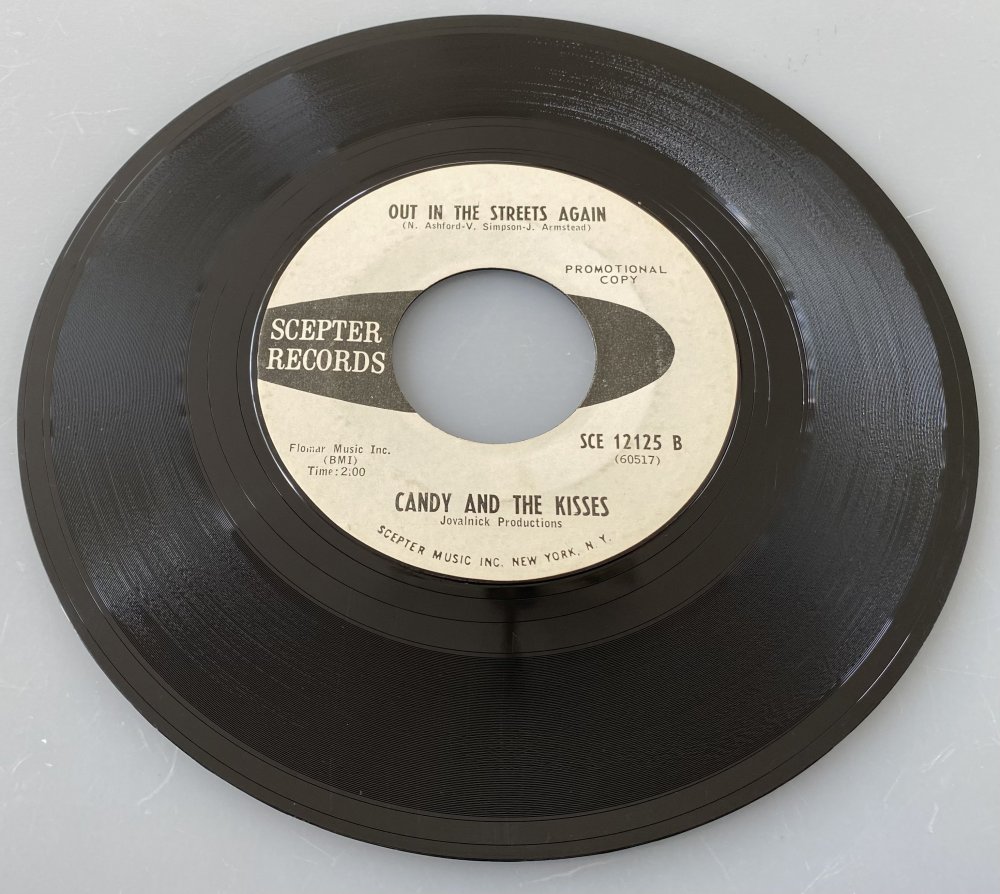 OUT IN THE STREETS AGAIN
(N. Ashford-V. Simpson-J. Armstead)
PROMOTIONAL
COPY
SCEPTER
RECORDS
Flomar Music Inc.
(BMI)
Time: 2:00
SCE 12125 B
(60517)
CANDY AND THE KISSES
Jovalnick Productions
SCEPTER MUSIC INC. NEW YORK, N. Y.